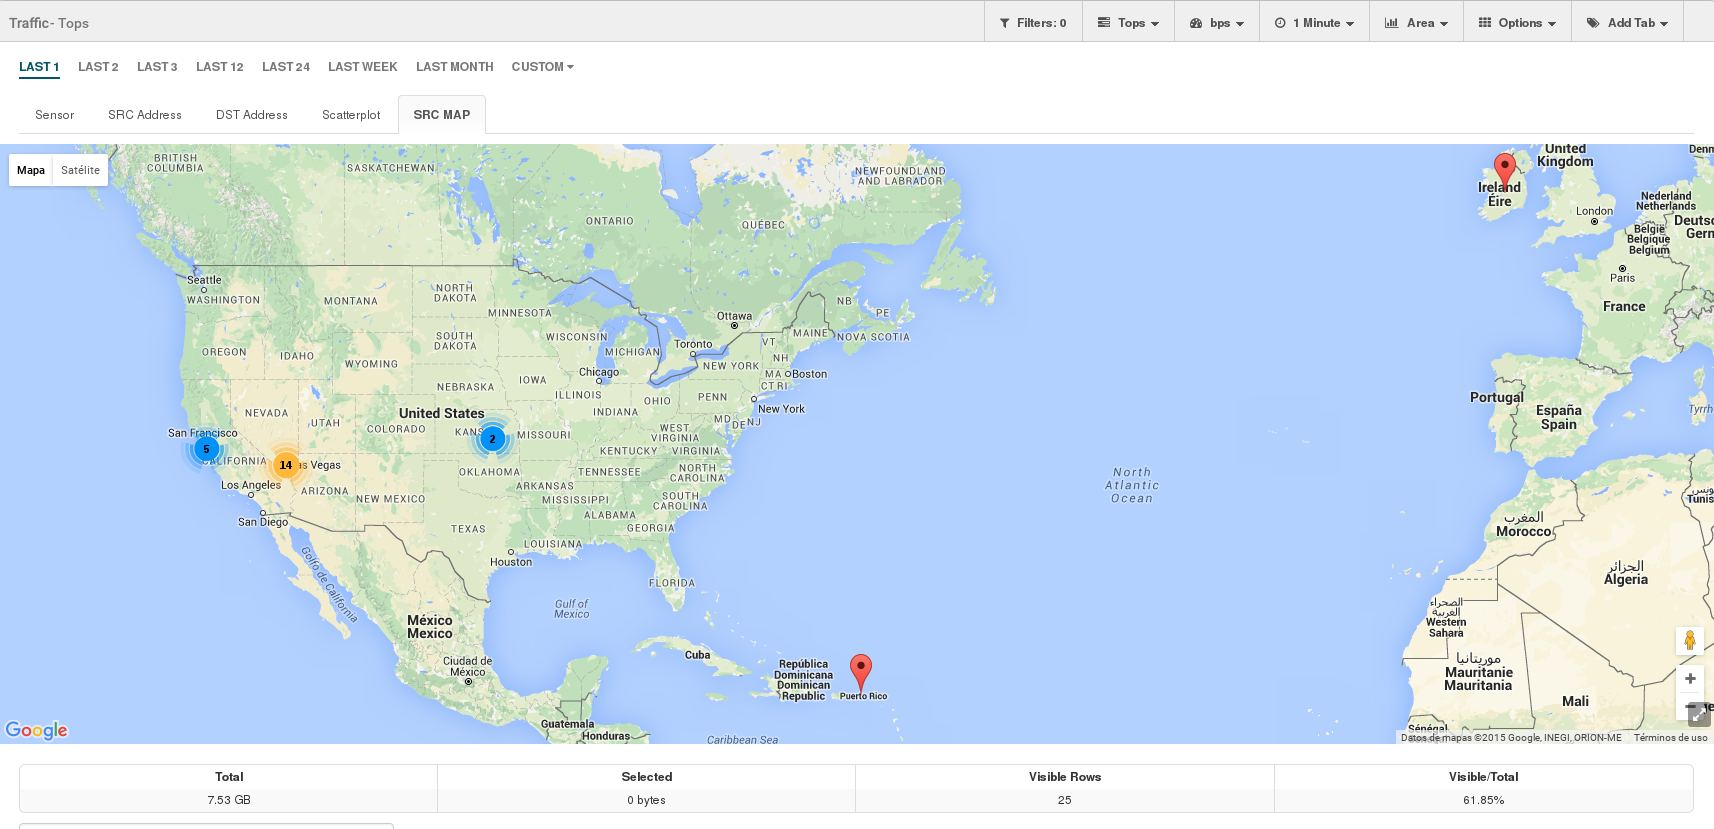 Traffic- Tops
Filters: 0
Tops
bps
1 Minute
Area
Options
Add Tab
LAST 1
LAST 2
LAST 3
LAST 12
LAST 24
LAST WEEK
LAST MONTH
CUSTOM
Sensor
SRC Address
DST Address
Scatterplot
SRC MAP
Mapa
Satélite
BRITISH
COLUMBIA
SASKATCHEWAN
NEWFOUNDLAND
AND LABRADOR
ONTARIO
QUÉBEC
United
Kingdom
Ireland
Éire
London
Nederland
Netherlands
België
Belgique
Belgium
Paris
France
Seattle
WASHINGTON
MONTANA
NORTH
DAKOTA
MINNESOTA
Ottawa
NB
PE
MAINE
NOVA SCOTIA
OREGON
IDAHO
WYOMING
SOUTH
DAKOTA
WISCONSIN
MICHIGAN
Toronto
VT
NH
NEW YORK
MA
CT RI
Boston
Chicago
NEBRASKA
IOWA
ILLINOIS
INDIANA
OHIO
PENN
New York
NEVADA
UTAH
United States
COLORADO
KANS
MISSOURI
WEST
VIRGINIA
VIRGINIA
MD
DE
NJ
KENTUCKY
San Francisco
5
CALIFORNIA
14
as Vegas
2
Los Angeles
San Diego
ARIZONA
NEW MEXICO
OKLAHOMA
ARKANSAS
TENNESSEE
NORTH
CAROLINA
SOUTH
CAROLINA
MISSISSIPPI
ALABAMA
GEORGIA
TEXAS
LOUISIANA
Houston
FLORIDA
Golfo de California
Gulf of
Mexico
México
Mexico
Ciudad de
México
Cuba
República
Dominicana
Dominican
Republic
Puerto Rico
Guatemala
Honduras
Caribbean Sea
North
Atlantic
Ocean
Portugal
España
Spain
المغرب
Morocco
الجزائر
Algeria
الصحراء
الغربية
Western
Sahara
موريتانيا
Mauritanie
Mauritania
Mali
Sénégal
Google
Datos de mapas ©2015 Google, INEGI, ORION-ME
Términos de uso
Total
Selected
Visible Rows
Visible/Total
7.53 GB
0 bytes
25
61.85%